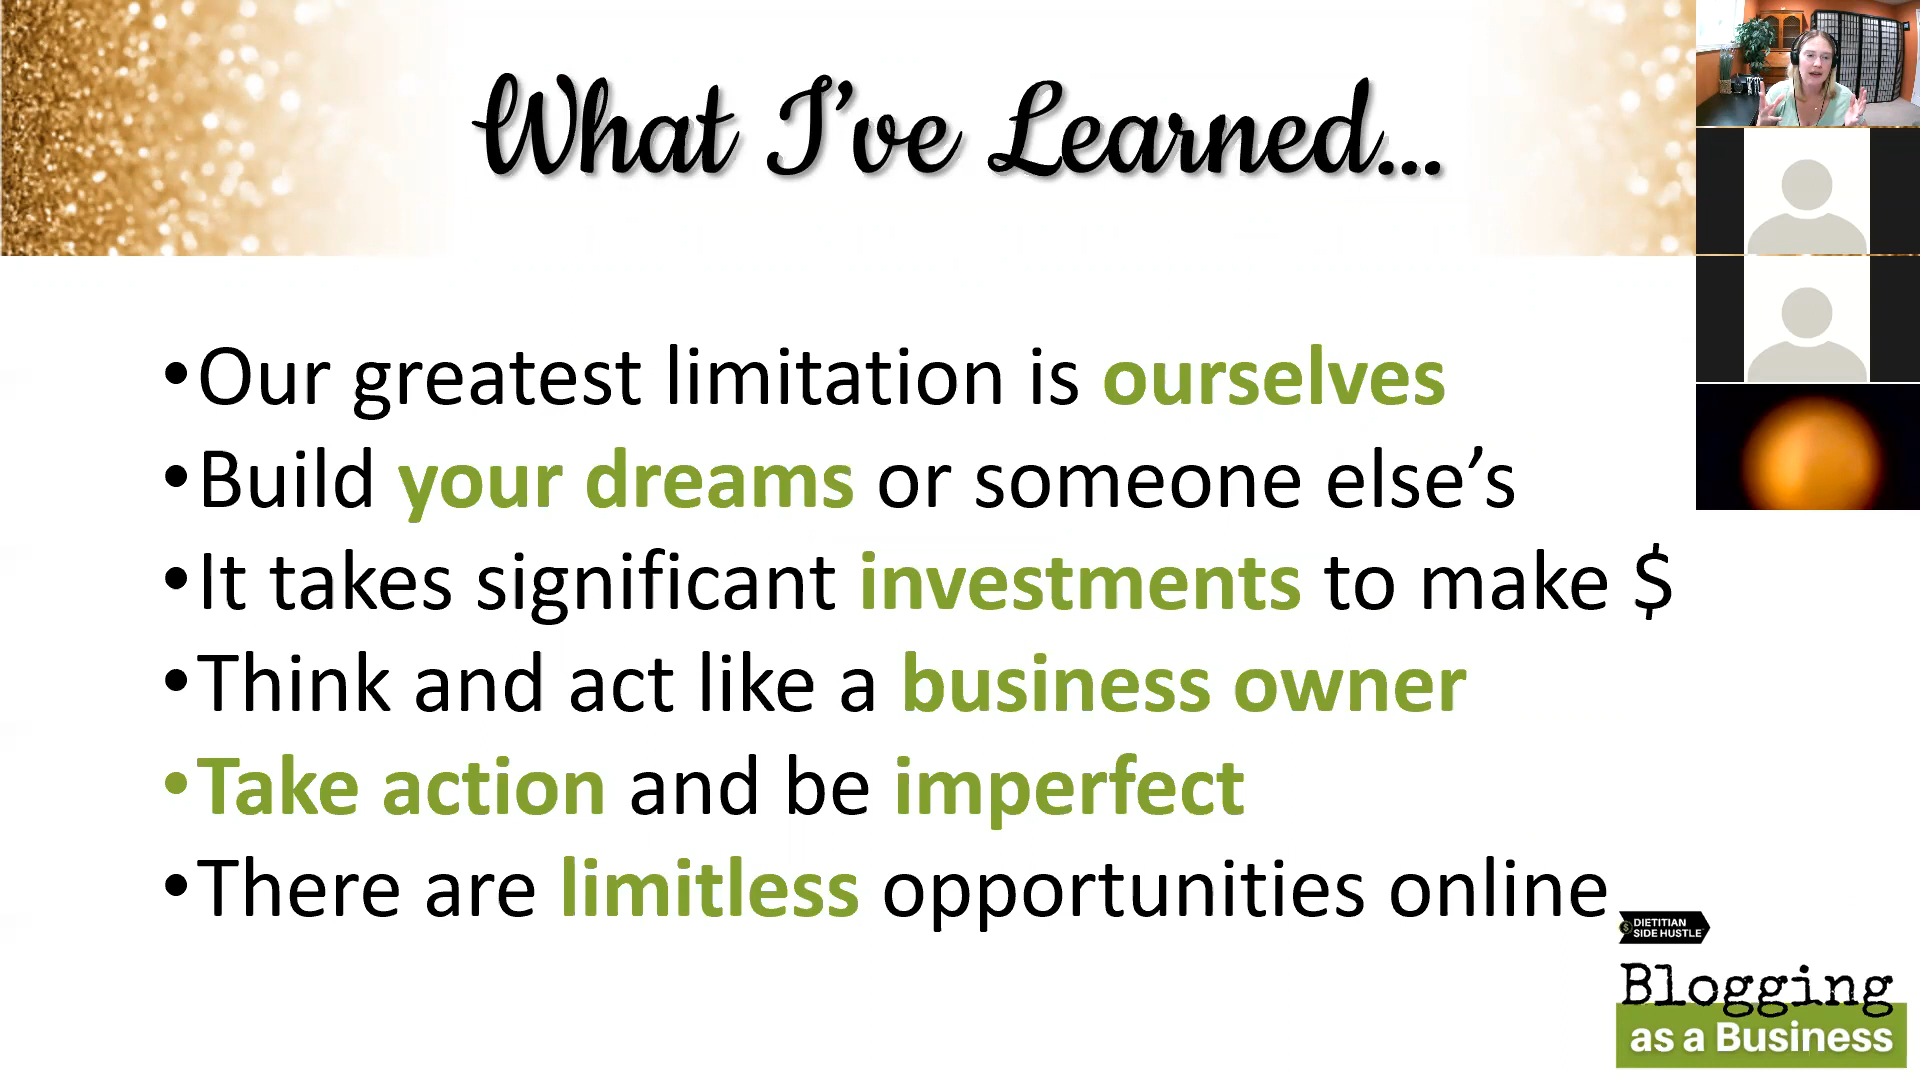 What I've Learned...
•Our greatest limitation is ourselves
•Build your dreams or someone else’s
•It takes significant investments to make $
•Think and act like a business owner
•Take action and be imperfect
•There are limitless opportunities online
$ DIETITIAN
SIDE HUSTLE
Blogging
as a Business